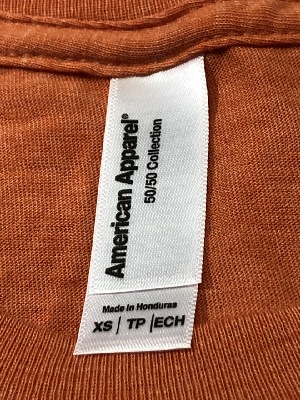 American Apparel®
50/50 Collection
Made in Honduras
XS | TP | ECH